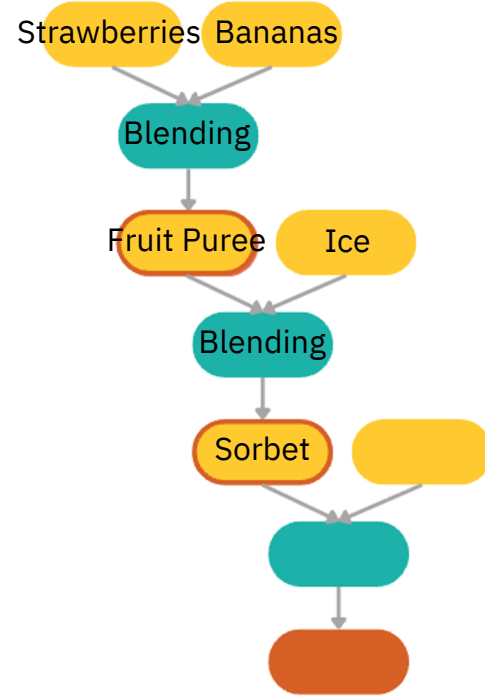 Strawberries
Bananas
Blending
Fruit Puree
Ice
Blending
Sorbet